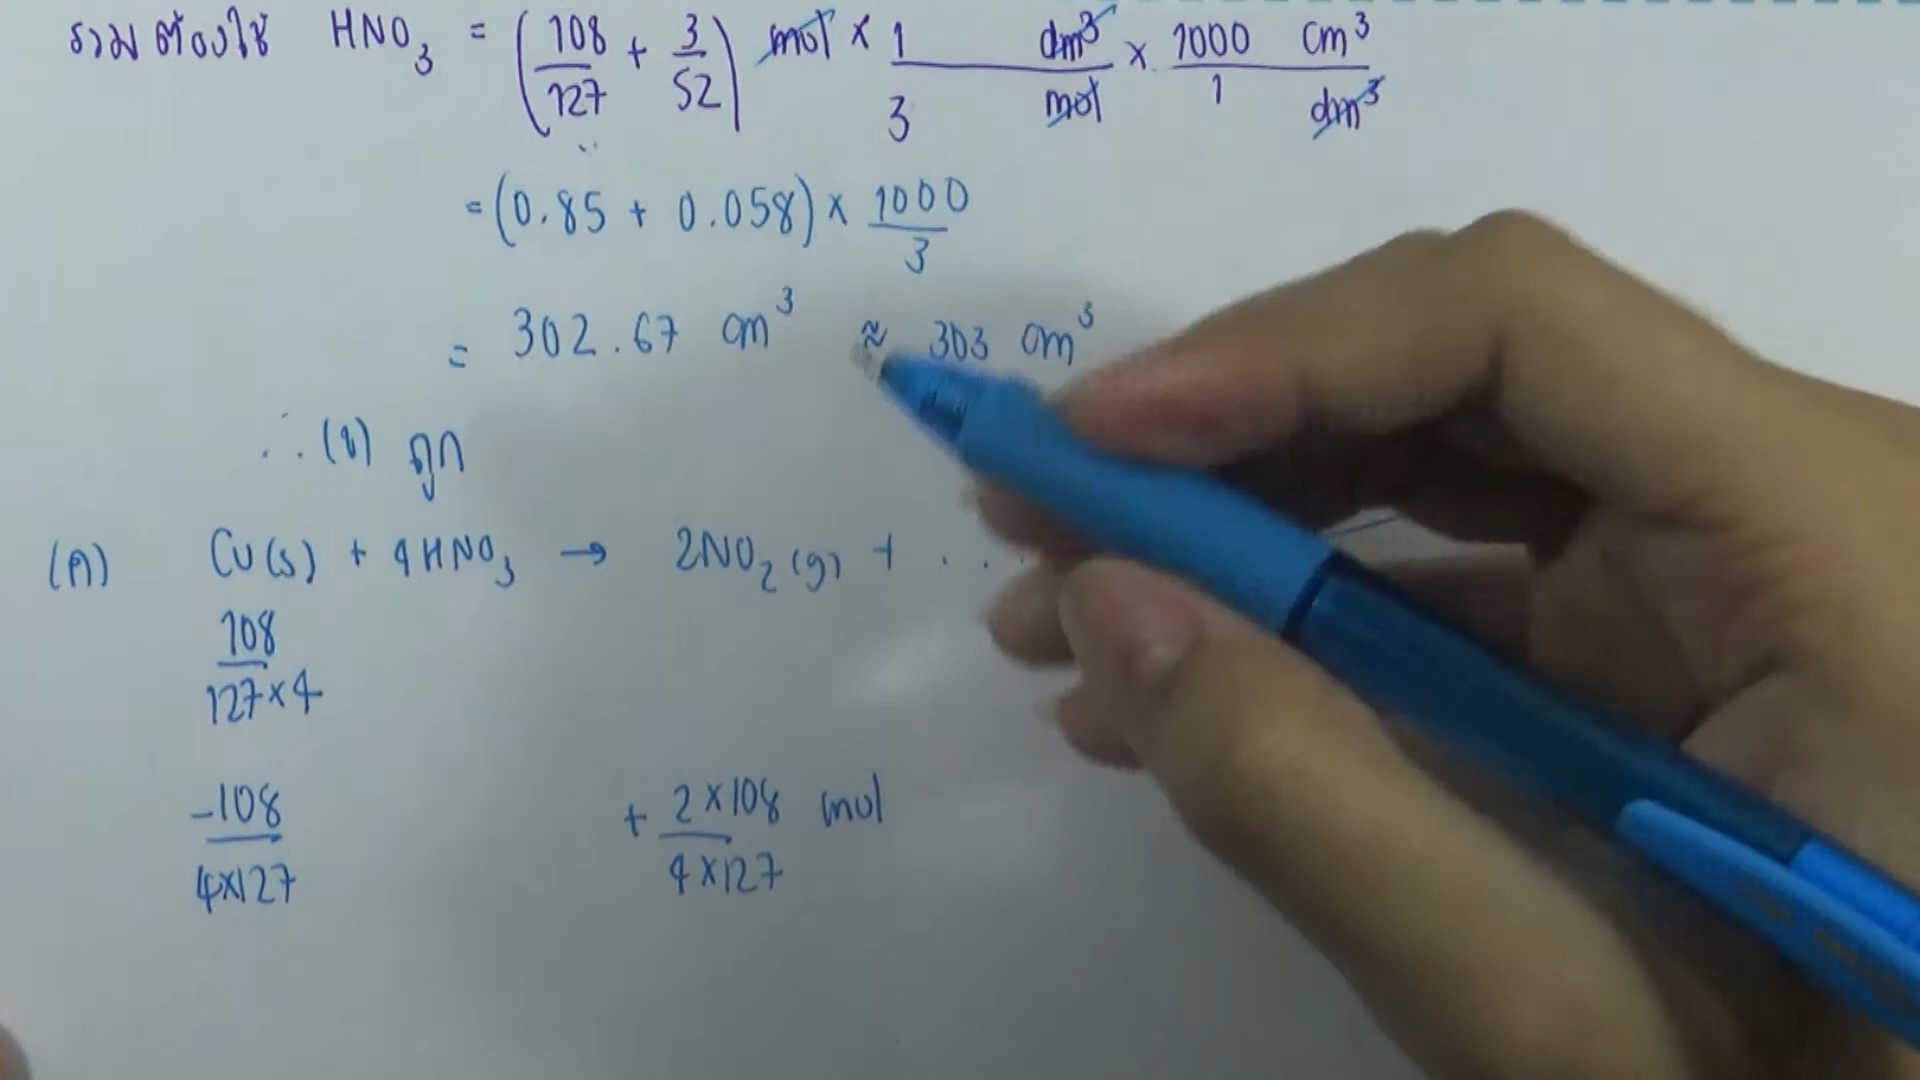 รวมต้องใช้ HNO₃ = (108/127 + 3/52) mol × 1 dm³/3 mol × 1000 cm³/1 dm³
= (0.85 + 0.058) × 1000/3
= 302.67 cm³ ≈ 303 cm³
∴ (ข) ถูก
(ค) Cu(s) + 4HNO₃ → 2NO₂(g) + ...
108/127×4
-108/4×127 + 2×108/4×127 mol